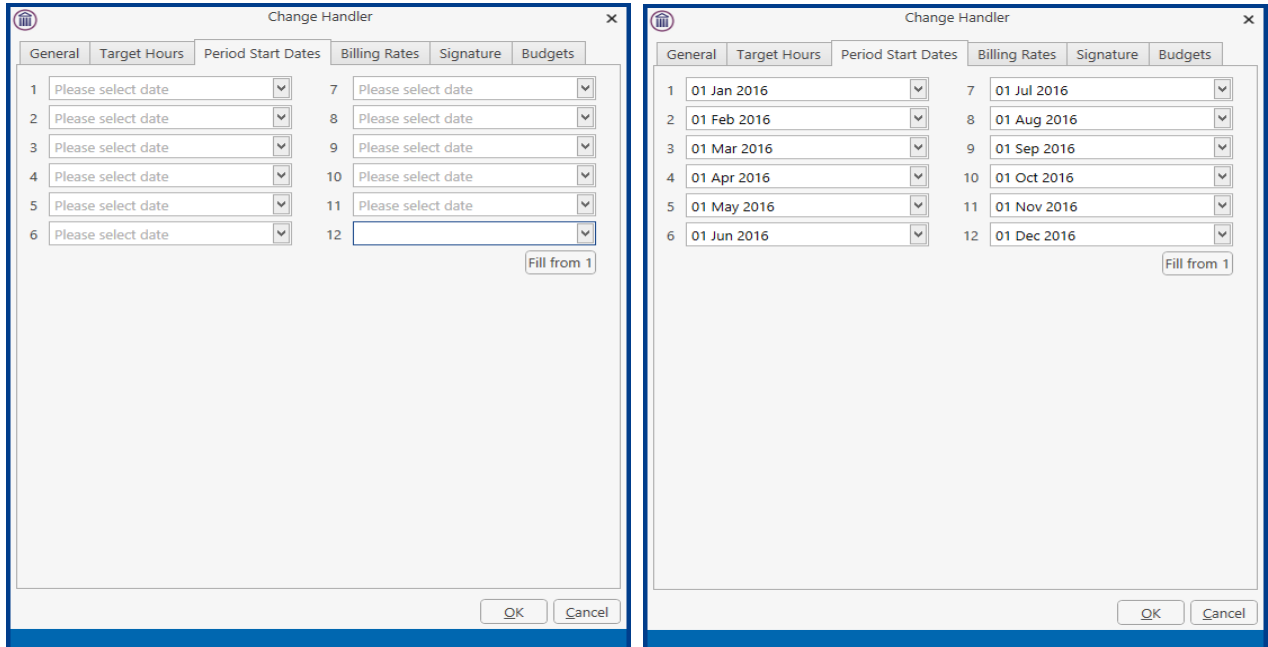 Change Handler
General Target Hours Period Start Dates Billing Rates Signature Budgets
1 Please select date 7 Please select date
2 Please select date 8 Please select date
3 Please select date 9 Please select date
4 Please select date 10 Please select date
5 Please select date 11 Please select date
6 Please select date 12
Fill from 1
OK Cancel
Change Handler
General Target Hours Period Start Dates Billing Rates Signature Budgets
1 01 Jan 2016 7 01 Jul 2016
2 01 Feb 2016 8 01 Aug 2016
3 01 Mar 2016 9 01 Sep 2016
4 01 Apr 2016 10 01 Oct 2016
5 01 May 2016 11 01 Nov 2016
6 01 Jun 2016 12 01 Dec 2016
Fill from 1
OK Cancel